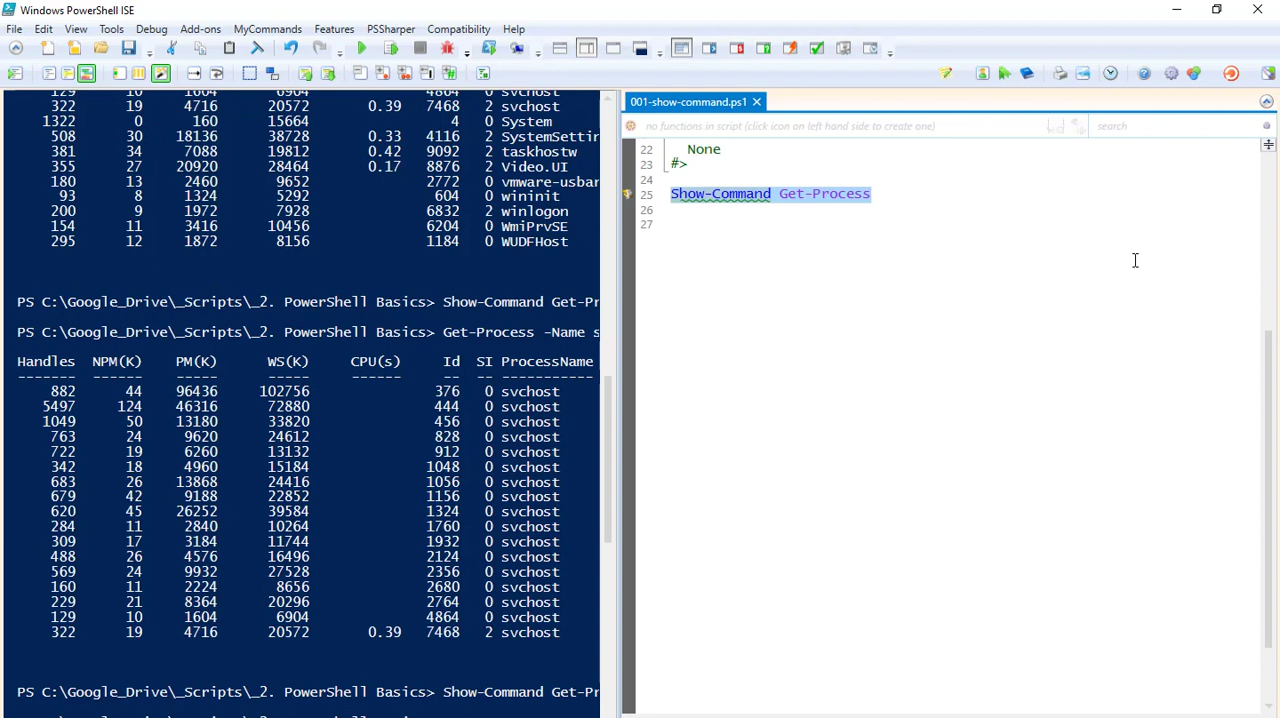 Windows PowerShell ISE
File Edit View Tools Debug Add-ons MyCommands Features PSSharper Compatibility Help
129 10 1604 6904 4864 0 svchost
322 19 4716 20572 0.39 7468 2 svchost
1322 0 160 15664 4 0 System
508 30 18136 38728 0.33 4116 2 SystemSettin
381 34 7088 19812 0.42 9092 2 taskhostw
355 27 20920 28464 0.17 8876 2 Video.UI
180 13 2460 9652 2772 0 vmware-usbar
93 8 1324 5292 604 0 wininit
200 9 1972 7928 6832 2 winlogon
154 11 3416 10456 6204 0 WmiPrvSE
295 12 1872 8156 1184 0 WUDFHost
PS C:\Google_Drive\_Scripts\_2. PowerShell Basics> Show-Command Get-Pr
PS C:\Google_Drive\_Scripts\_2. PowerShell Basics> Get-Process -Name s
Handles NPM(K) PM(K) WS(K) CPU(s) Id SI ProcessName
------- ------ ----- ----- ------ -- -- -----------
882 44 96436 102756 376 0 svchost
5497 124 46316 72880 444 0 svchost
1049 50 13180 33820 456 0 svchost
763 24 9620 24612 828 0 svchost
722 19 6260 13132 912 0 svchost
342 18 4960 15184 1048 0 svchost
683 26 13868 24416 1056 0 svchost
679 42 9188 22852 1156 0 svchost
620 45 26252 39584 1324 0 svchost
284 11 2840 10264 1760 0 svchost
309 17 3184 11744 1932 0 svchost
488 26 4576 16496 2124 0 svchost
569 24 9932 27528 2356 0 svchost
160 11 2224 8656 2680 0 svchost
229 21 8364 20296 2764 0 svchost
129 10 1604 6904 4864 0 svchost
322 19 4716 20572 0.39 7468 2 svchost
PS C:\Google_Drive\_Scripts\_2. PowerShell Basics> Show-Command Get-Pr
001-show-command.ps1
no functions in script (click icon on left hand side to create one) search
22 None
23 #>
24
25 Show-Command Get-Process
26
27